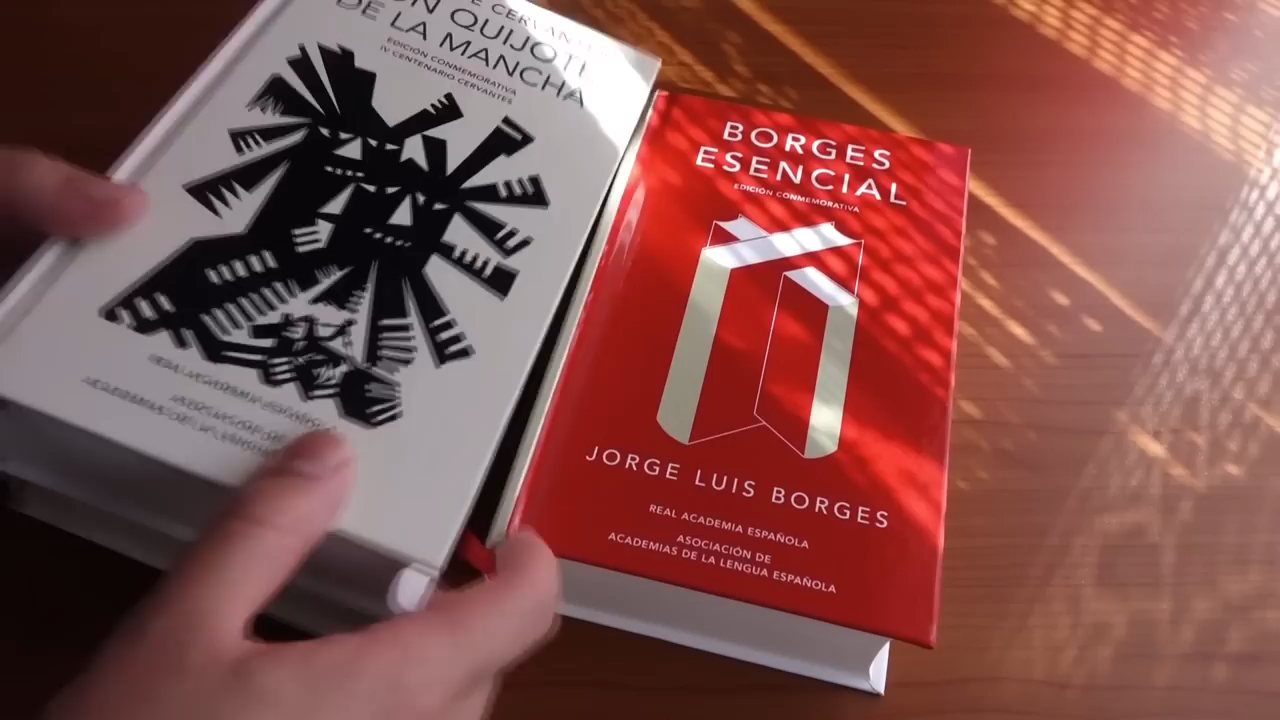 E CERVANTES
ON QUIJOTE
DE LA MANCHA
EDICIÓN CONMEMORATIVA
IV CENTENARIO CERVANTES
BORGES
ESENCIAL
EDICIÓN CONMEMORATIVA
JORGE LUIS BORGES
REAL ACADEMIA ESPAÑOLA
ASOCIACIÓN DE
ACADEMIAS DE LA LENGUA ESPAÑOLA